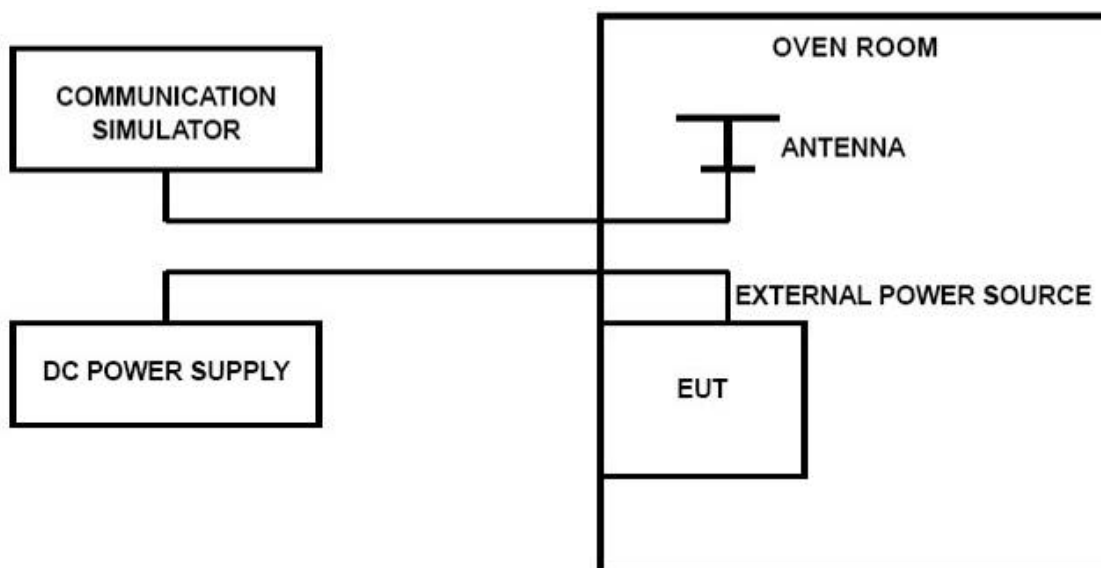 OVEN ROOM
COMMUNICATION
SIMULATOR
ANTENNA
EXTERNAL POWER SOURCE
DC POWER SUPPLY
EUT